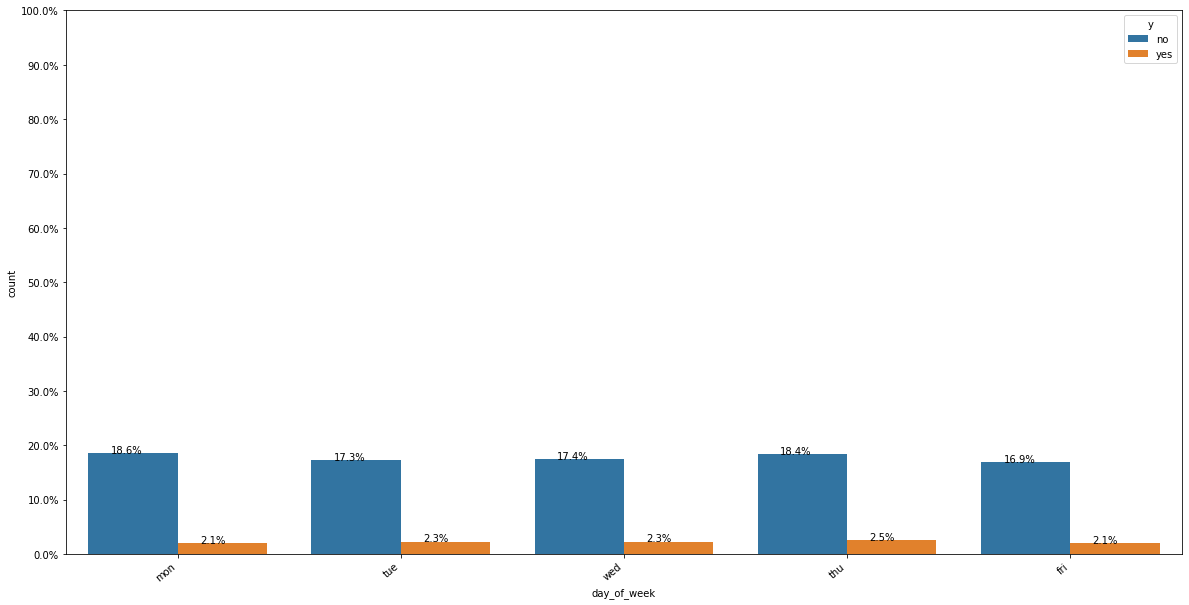 100.0%
90.0%
80.0%
70.0%
60.0%
50.0%
40.0%
30.0%
20.0%
10.0%
0.0%
count
y
no
yes
18.6%
2.1%
17.3%
2.3%
17.4%
2.3%
18.4%
2.5%
16.9%
2.1%
mon
tue
wed
thu
fri
day_of_week